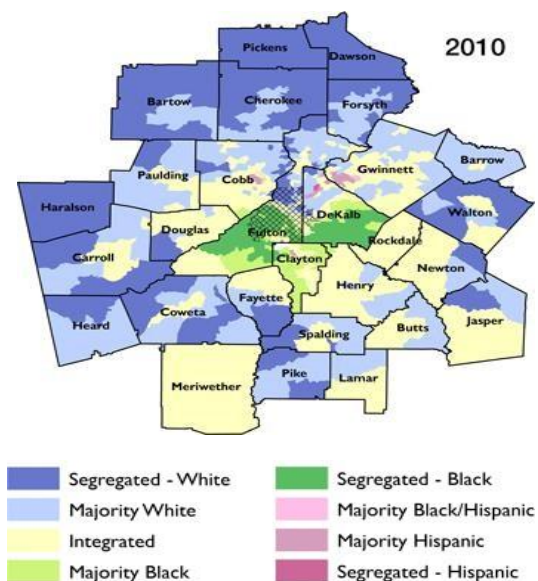 2010
Pickens
Dawson
Bartow
Cherokee
Forsyth
Paulding
Cobb
Gwinnett
Barrow
Haralson
Douglas
Fulton
DeKalb
Walton
Rockdale
Carroll
Clayton
Newton
Fayette
Henry
Heard
Coweta
Spalding
Butts
Jasper
Meriwether
Pike
Lamar
Segregated - White
Majority White
Integrated
Majority Black
Segregated - Black
Majority Black/Hispanic
Majority Hispanic
Segregated - Hispanic